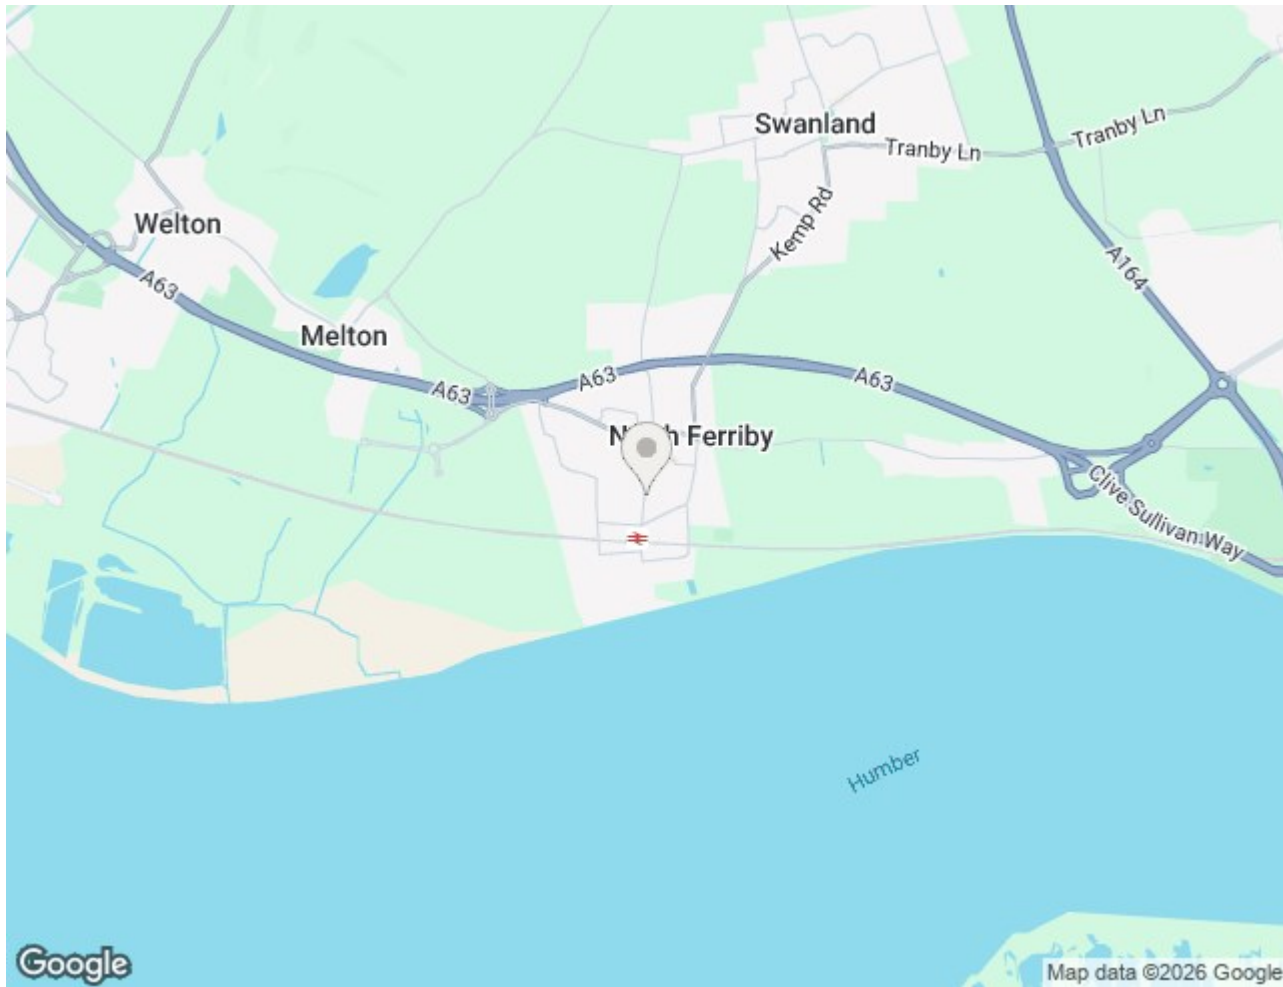 Swanland
Tranby Ln
Tranby Ln
Welton
Kemp Rd
A164
A63
Melton
A63
A63
A63
Ferriby
Clive Sullivan Way
Humber
Google
Map data ©2026 Google